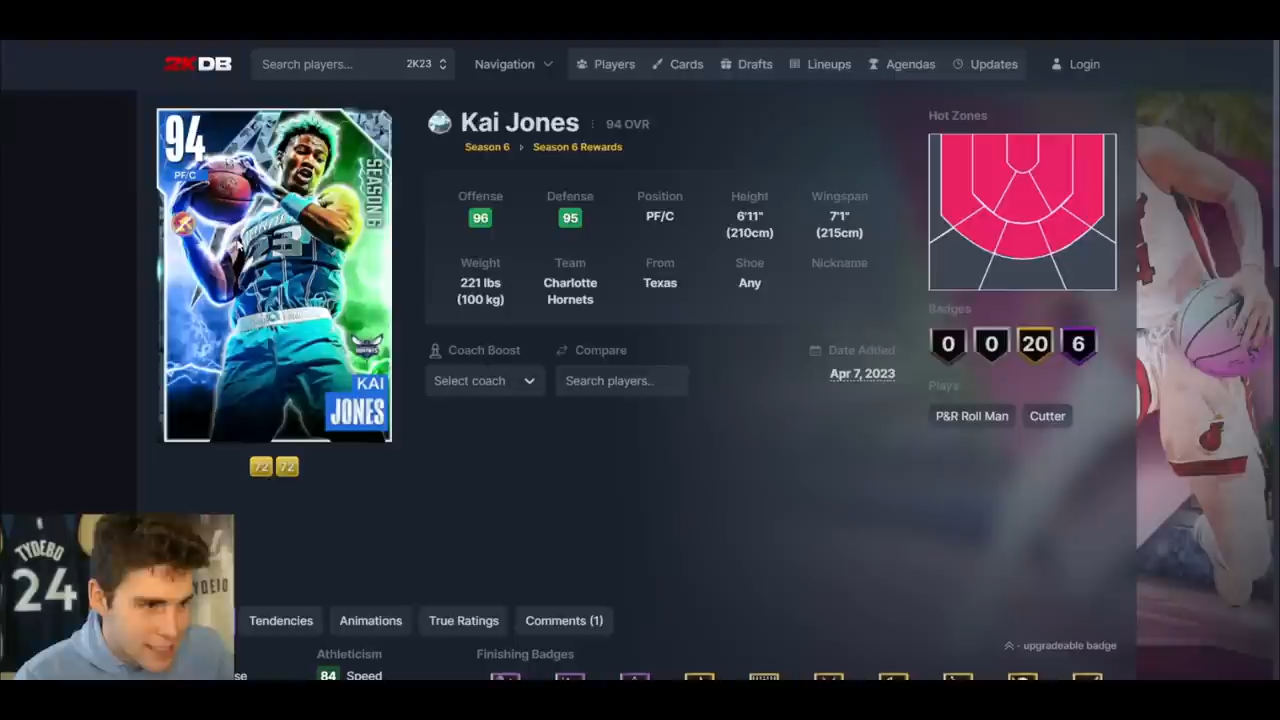 2KDB
Search players...
2K23
Navigation
Players
Cards
Drafts
Lineups
Agendas
Updates
Login
94
PF/C
SEASON 6
23
KAI
JONES
72 72
Kai Jones
94 OVR
Season 6
Season 6 Rewards
Offense
96
Defense
95
Position
PF/C
Height
6'11"
(210cm)
Wingspan
7'1"
(215cm)
Weight
221 lbs
(100 kg)
Team
Charlotte
Hornets
From
Texas
Shoe
Any
Nickname
Coach Boost
Select coach
Compare
Search players..
Date Added
Apr 7, 2023
Hot Zones
Badges
0 0 20 6
Plays
P&R Roll Man
Cutter
Tendencies
Animations
True Ratings
Comments (1)
- upgradeable badge
se
Athleticism
84 Speed
Finishing Badges
TYDEBO
24